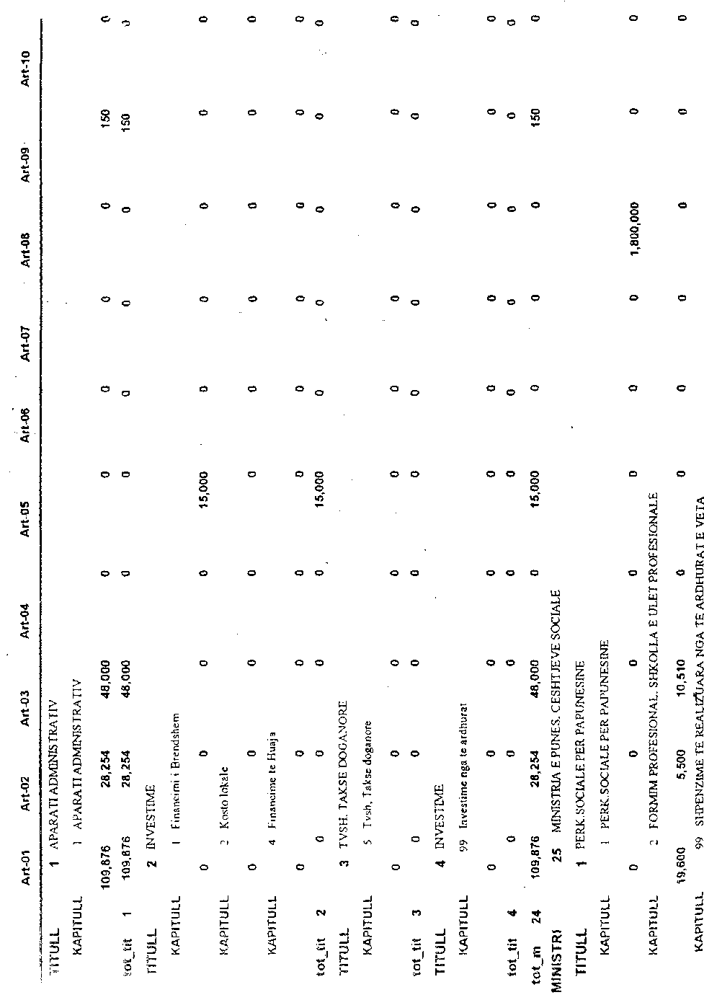 Art-01 Art-02 Art-03 Art-04 Art-05 Art-06 Art-07 Art-08 Art-09 Art-10
TITULL 1 APARATI ADMINISTRATIV
KAPITULL 1 APARATI ADMINISTRATIV
109,876 28,254 48,000 0 0 0 0 0 150 0
tot_tit 1 109,876 28,254 48,000 0 0 0 0 0 150 0
TITULL 2 INVESTIME
KAPITULL 1 Financimi i Brendshem
0 0 0 0 15,000 0 0 0 0 0
KAPITULL 2 Kosto lokale
0 0 0 0 0 0 0 0 0 0
KAPITULL 4 Financime te Huaja
0 0 0 0 0 0 0 0 0 0
tot_tit 2 0 0 0 0 15,000 0 0 0 0 0
TITULL 3 TVSH, TAKSE DOGANORE
KAPITULL 5 Tvsh, Takse doganore
0 0 0 0 0 0 0 0 0 0
tot_tit 3 0 0 0 0 0 0 0 0 0 0
TITULL 4 INVESTIME
KAPITULL 99 Investime nga te ardhurat
0 0 0 0 0 0 0 0 0 0
tot_tit 4 0 0 0 0 0 0 0 0 0 0
tot_m 24 109,876 28,254 48,000 0 15,000 0 0 0 150 0
MINISTRI 25 MINISTRIA E PUNES, CESHTJEVE SOCIALE
TITULL 1 PERK.SOCIALE PER PAPUNESINE
KAPITULL 1 PERK.SOCIALE PER PAPUNESINE
0 0 0 0 0 0 0 1,800,000 0 0
KAPITULL 2 FORMIM PROFESIONAL, SHKOLLA E ULET PROFESIONALE
19,600 5,500 10,510 0 0 0 0 0 0 0
KAPITULL 99 SHPENZIME TE REALIZUARA NGA TE ARDHURAT E VETA